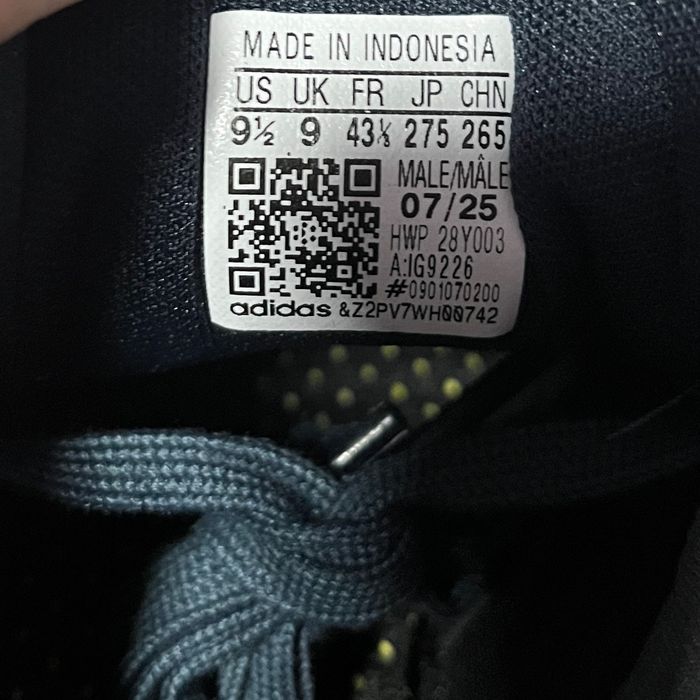 MADE IN INDONESIA
US UK FR JP CHN
9½ 9 43⅓ 275 265
MALE/MÂLE
07/25
HWP 28Y003
A:IG9226
#0901070200
adidas &Z2PV7WH00742